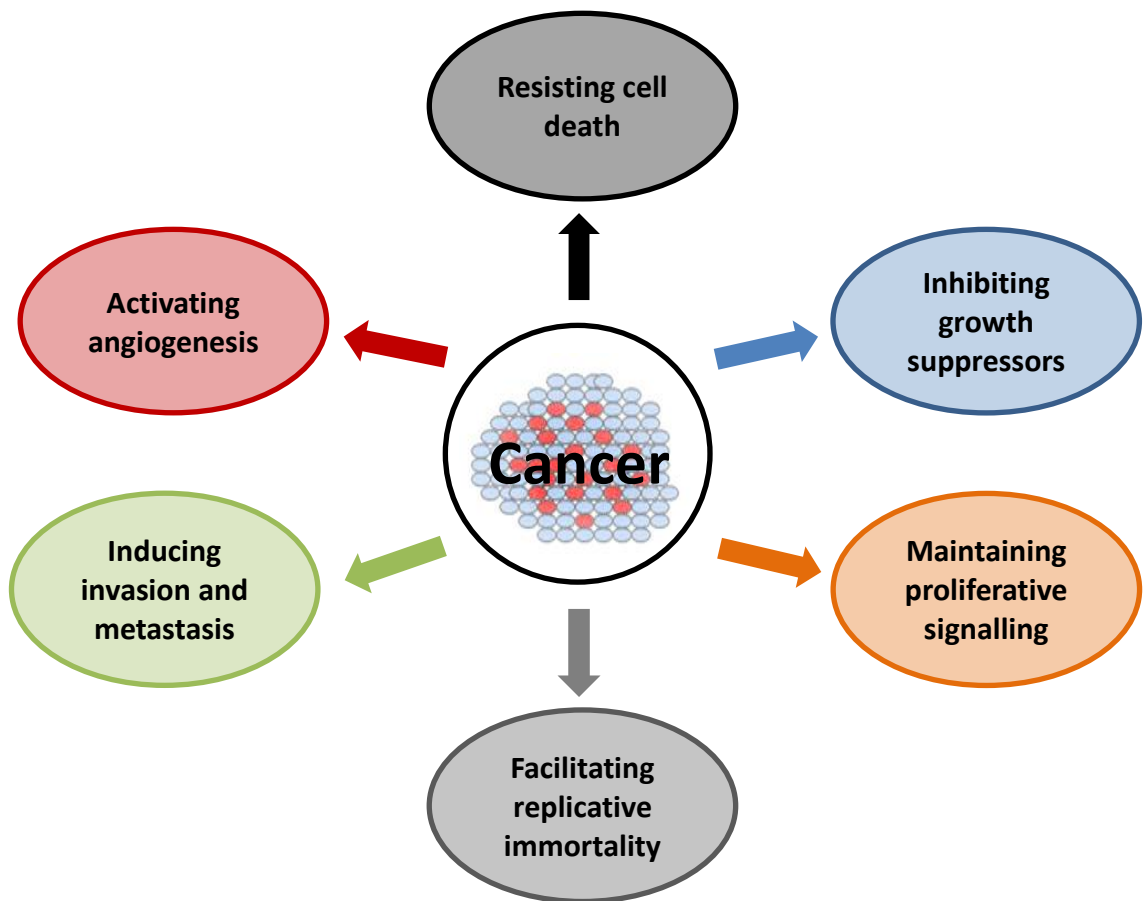 Resisting cell
death
Activating
angiogenesis
Inhibiting
growth
suppressors
Cancer
Inducing
invasion and
metastasis
Maintaining
proliferative
signalling
Facilitating
replicative
immortality